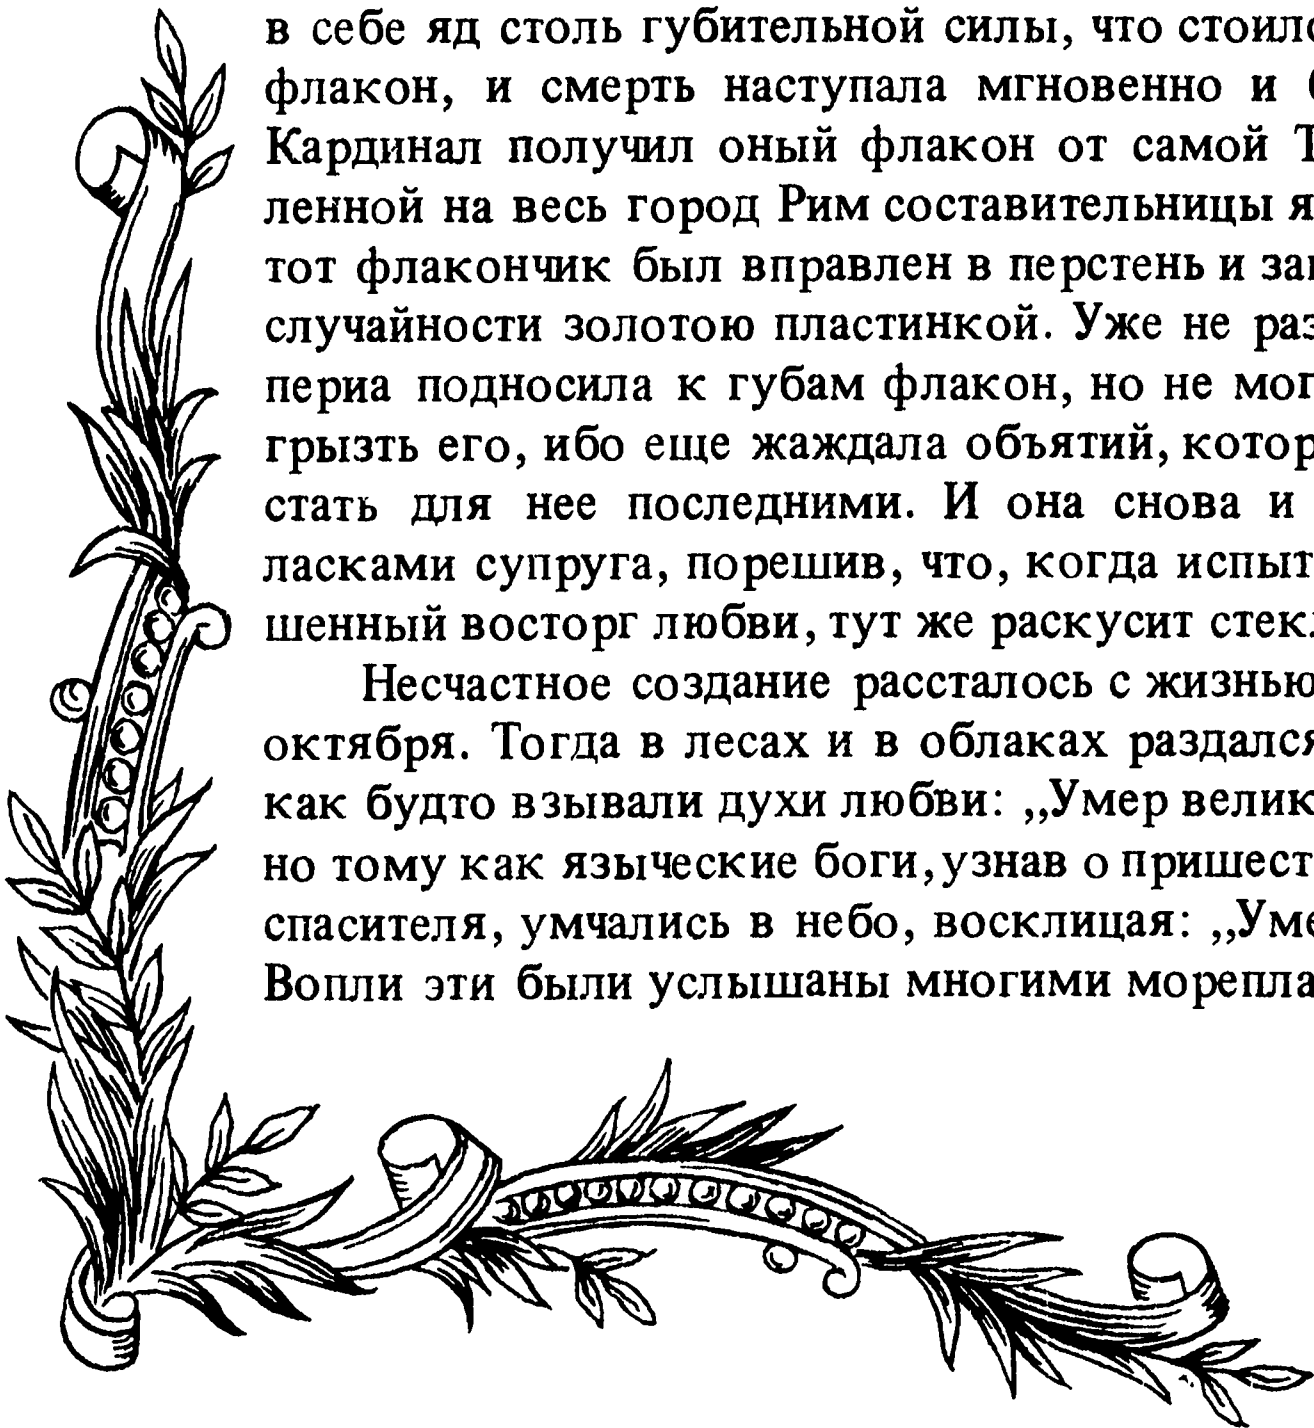 в себе яд столь губительной силы, что стоило
флакон, и смерть наступала мгновенно и
Кардинал получил оный флакон от самой Т
ленной на весь город Рим составительницы я
тот флакончик был вправлен в перстень и за
случайности золотою пластинкой. Уже не раз
периа подносила к губам флакон, но не мог
грызть его, ибо еще жаждала объятий, котор
стать для нее последними. И она снова и
ласками супруга, порешив, что, когда испыт
шенный восторг любви, тут же раскусит стек
Несчастное создание рассталось с жизнью
октября. Тогда в лесах и в облаках раздался
как будто взывали духи любви: „Умер велик
но тому как языческие боги, узнав о пришест
спасителя, умчались в небо, восклицая: „Уме
Вопли эти были услышаны многими морепла